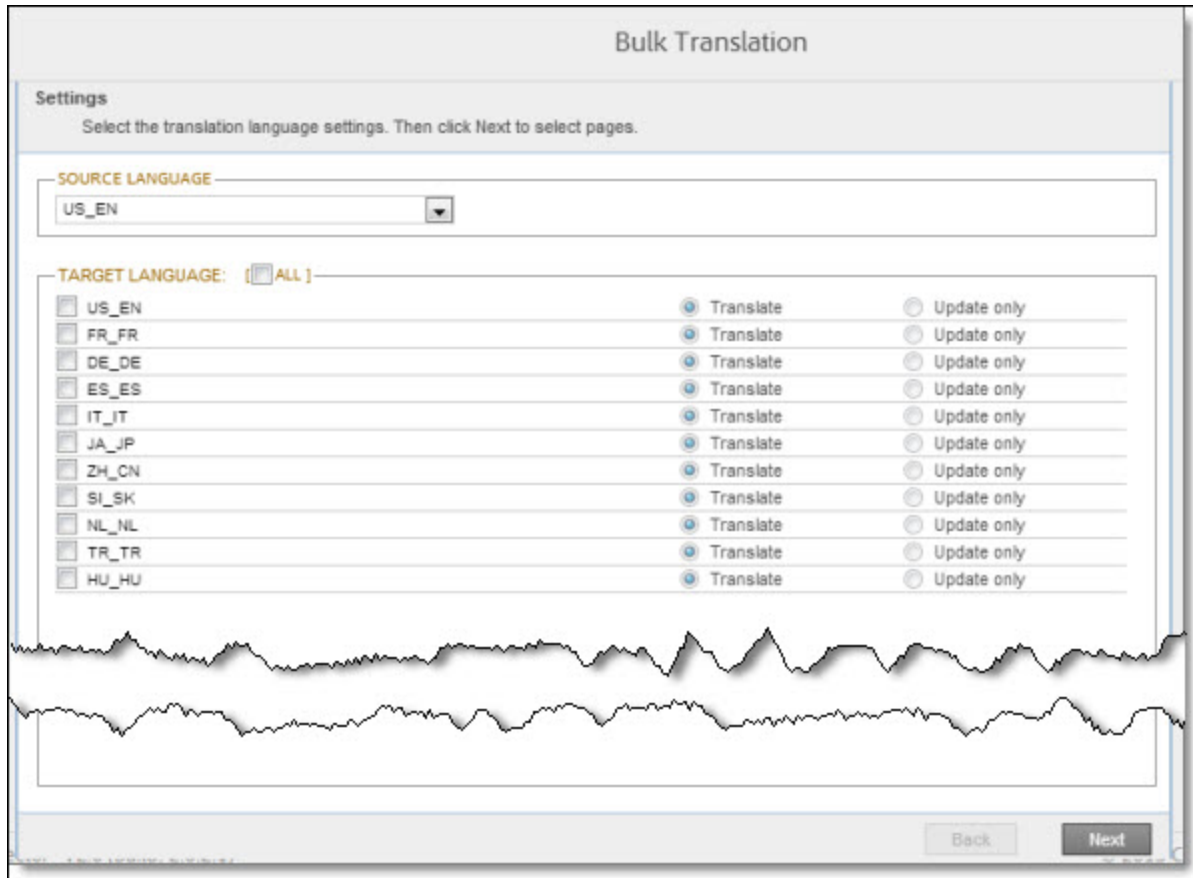 Bulk Translation
Settings
Select the translation language settings. Then click Next to select pages.
SOURCE LANGUAGE
US_EN
TARGET LANGUAGE: [ ALL ]
US_EN Translate Update only
FR_FR Translate Update only
DE_DE Translate Update only
ES_ES Translate Update only
IT_IT Translate Update only
JA_JP Translate Update only
ZH_CN Translate Update only
SI_SK Translate Update only
NL_NL Translate Update only
TR_TR Translate Update only
HU_HU Translate Update only
Back Next